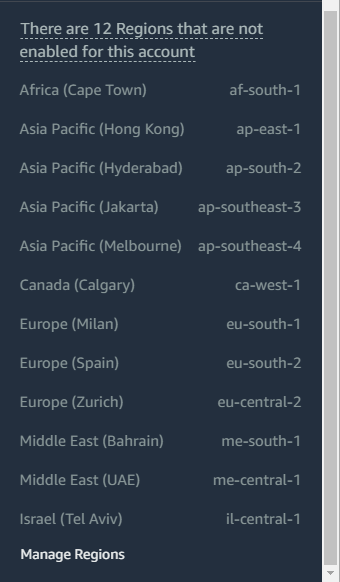 There are 12 Regions that are not
enabled for this account
Africa (Cape Town) af-south-1
Asia Pacific (Hong Kong) ap-east-1
Asia Pacific (Hyderabad) ap-south-2
Asia Pacific (Jakarta) ap-southeast-3
Asia Pacific (Melbourne) ap-southeast-4
Canada (Calgary) ca-west-1
Europe (Milan) eu-south-1
Europe (Spain) eu-south-2
Europe (Zurich) eu-central-2
Middle East (Bahrain) me-south-1
Middle East (UAE) me-central-1
Israel (Tel Aviv) il-central-1
Manage Regions